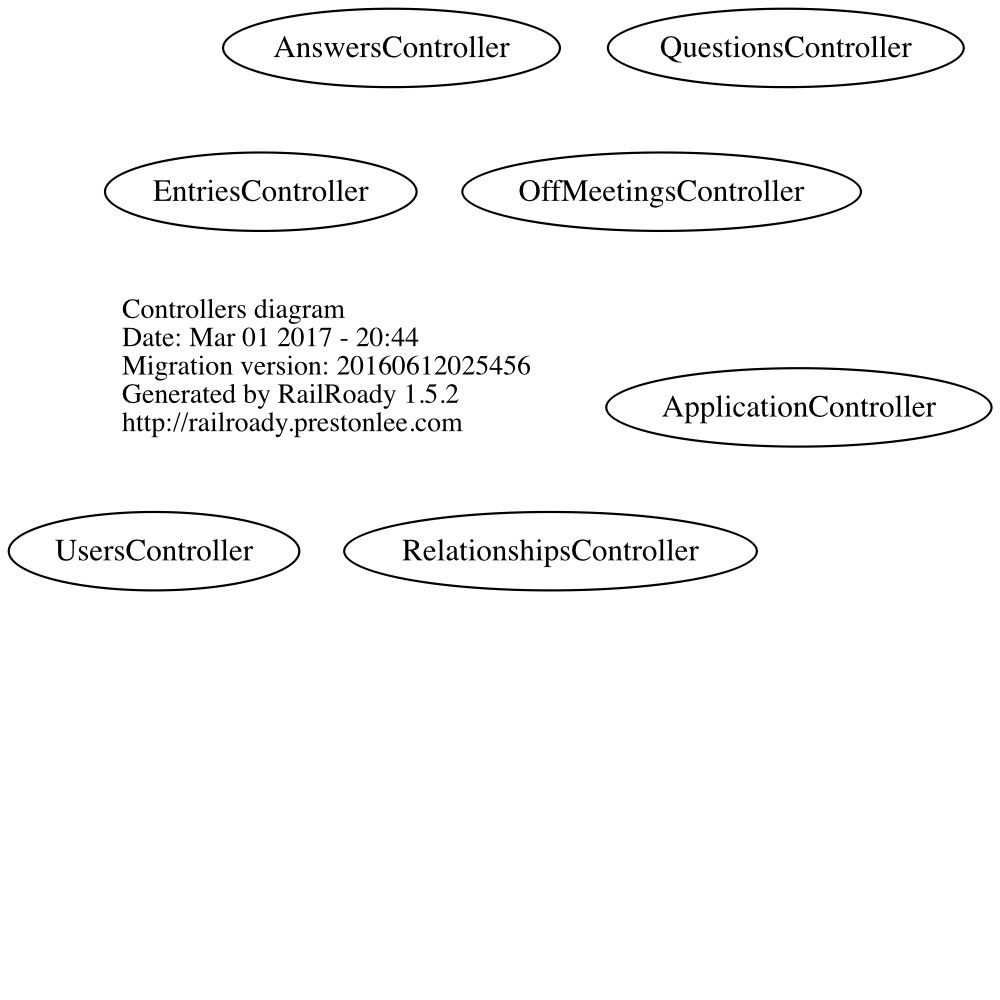 AnswersController
QuestionsController
EntriesController
OffMeetingsController
Controllers diagram
Date: Mar 01 2017 - 20:44
Migration version: 20160612025456
Generated by RailRoady 1.5.2
http://railroady.prestonlee.com
ApplicationController
UsersController
RelationshipsController